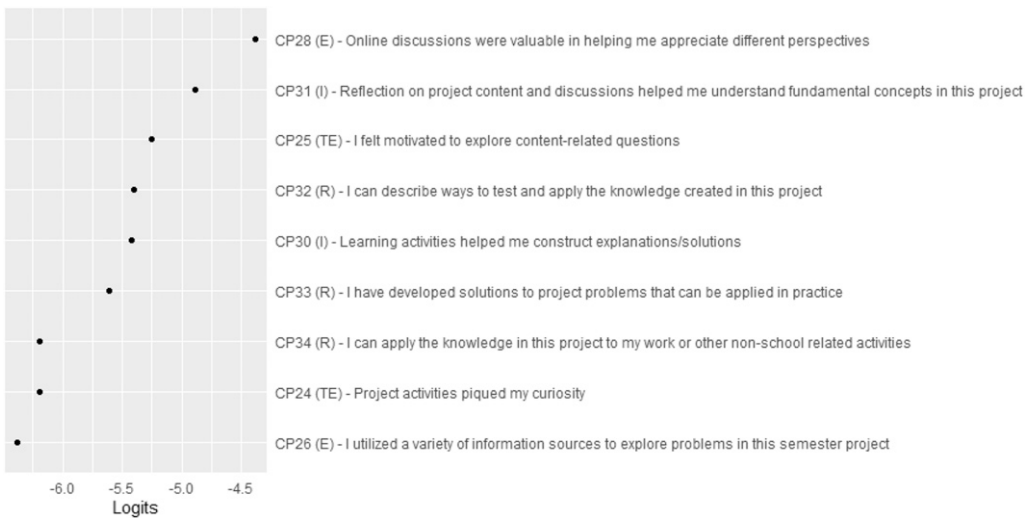 CP28 (E) - Online discussions were valuable in helping me appreciate different perspectives
CP31 (I) - Reflection on project content and discussions helped me understand fundamental concepts in this project
CP25 (TE) - I felt motivated to explore content-related questions
CP32 (R) - I can describe ways to test and apply the knowledge created in this project
CP30 (I) - Learning activities helped me construct explanations/solutions
CP33 (R) - I have developed solutions to project problems that can be applied in practice
CP34 (R) - I can apply the knowledge in this project to my work or other non-school related activities
CP24 (TE) - Project activities piqued my curiosity
CP26 (E) - I utilized a variety of information sources to explore problems in this semester project
-6.0 -5.5 -5.0 -4.5
Logits